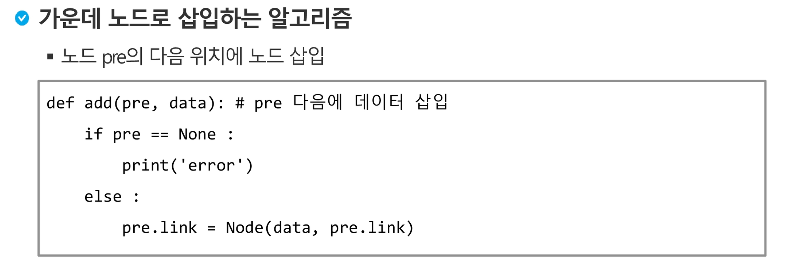 가운데 노드로 삽입하는 알고리즘
▪ 노드 pre의 다음 위치에 노드 삽입
def add(pre, data): # pre 다음에 데이터 삽입
    if pre == None :
        print('error')
    else :
        pre.link = Node(data, pre.link)